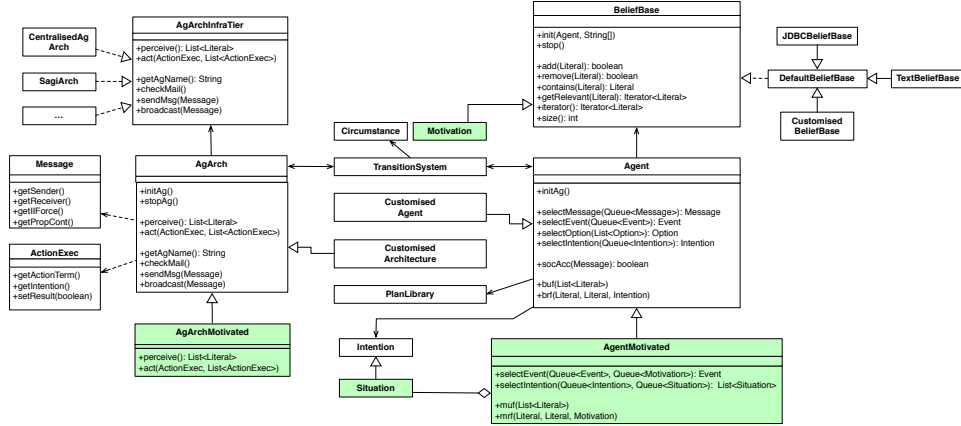 AgArchInfraTier
+perceive(): List<Literal>
+act(ActionExec, List<ActionExec>)
+getAgName(): String
+checkMail()
+sendMsg(Message)
+broadcast(Message)
CentralisedAg
Arch
SagiArch
...
BeliefBase
+init(Agent, String[])
+stop()
+add(Literal): boolean
+remove(Literal): boolean
+contains(Literal): Literal
+getRelevant(Literal): Iterator<Literal>
+iterator(): Iterator<Literal>
+size(): int
JDBCBeliefBase
DefaultBeliefBase
TextBeliefBase
Customised
BeliefBase
Circumstance
Motivation
TransitionSystem
Message
+getSender()
+getReceiver()
+getIlForce()
+getPropCont()
AgArch
+initAg()
+stopAg()
+perceive(): List<Literal>
+act(ActionExec, List<ActionExec>)
+getAgName(): String
+checkMail()
+sendMsg(Message)
+broadcast(Message)
ActionExec
+getActionTerm()
+getIntention()
+setResult(boolean)
Customised
Agent
Customised
Architecture
PlanLibrary
Agent
+initAg()
+selectMessage(Queue<Message>): Message
+selectEvent(Queue<Event>): Event
+selectOption(List<Option>): Option
+selectIntention(Queue<Intention>): Intention
+socAcc(Message): boolean
+buf(List<Literal>)
+brf(Literal, Literal, Intention)
AgArchMotivated
+perceive(): List<Literal>
+act(ActionExec, List<ActionExec>)
Intention
Situation
AgentMotivated
+selectEvent(Queue<Event>, Queue<Motivation>): Event
+selectIntention(Queue<Intention>, Queue<Situation>): List<Situation>
+muf(List<Literal>)
+mrf(Literal, Literal, Motivation)